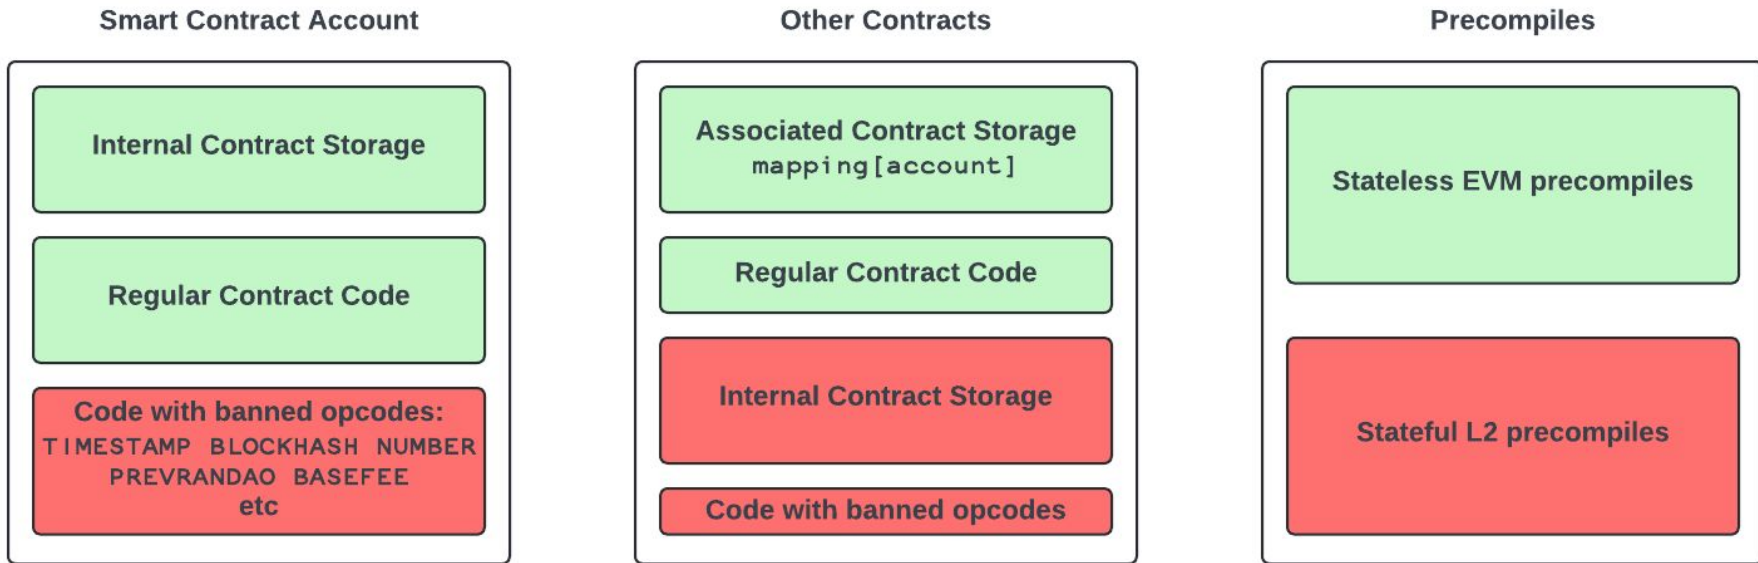 Smart Contract Account
Internal Contract Storage
Regular Contract Code
Code with banned opcodes:
TIMESTAMP BLOCKHASH NUMBER
PREVRANDAO BASEFEE
etc
Other Contracts
Associated Contract Storage
mapping[account]
Regular Contract Code
Internal Contract Storage
Code with banned opcodes
Precompiles
Stateless EVM precompiles
Stateful L2 precompiles